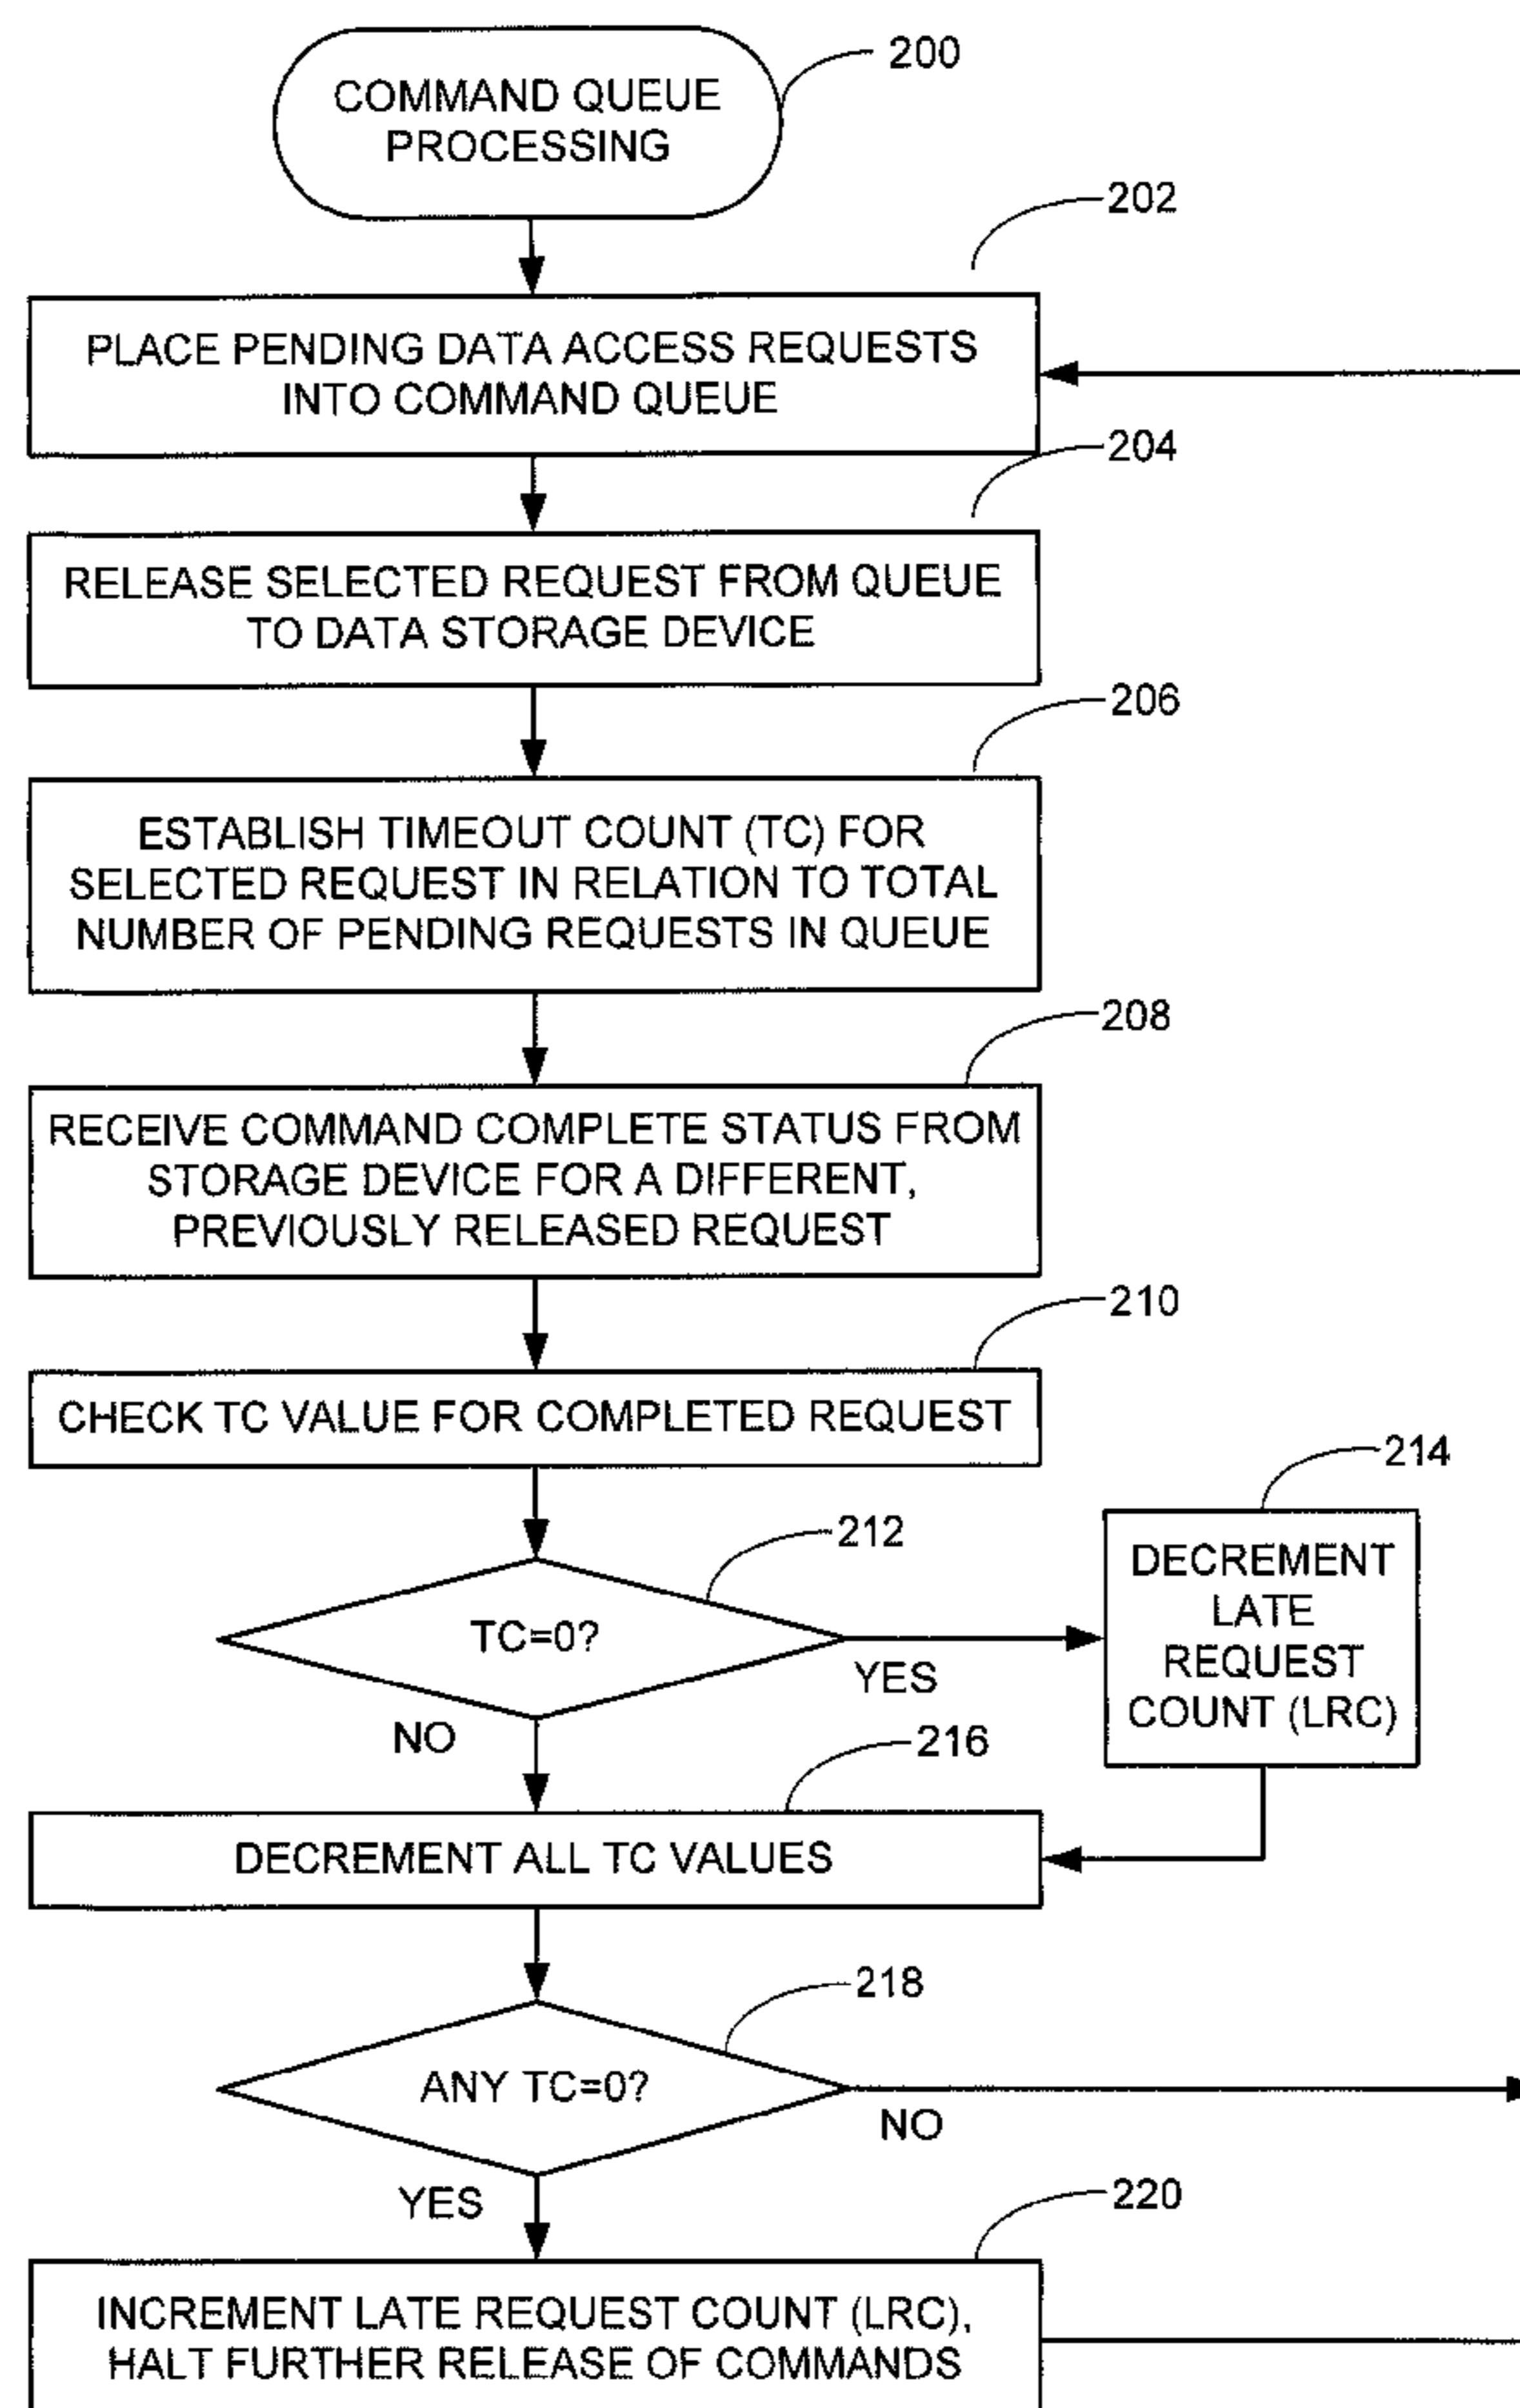 COMMAND QUEUE
PROCESSING
200
202
PLACE PENDING DATA ACCESS REQUESTS
INTO COMMAND QUEUE
204
RELEASE SELECTED REQUEST FROM QUEUE
TO DATA STORAGE DEVICE
206
ESTABLISH TIMEOUT COUNT (TC) FOR
SELECTED REQUEST IN RELATION TO TOTAL
NUMBER OF PENDING REQUESTS IN QUEUE
208
RECEIVE COMMAND COMPLETE STATUS FROM
STORAGE DEVICE FOR A DIFFERENT,
PREVIOUSLY RELEASED REQUEST
210
CHECK TC VALUE FOR COMPLETED REQUEST
212
TC=0?
YES
NO
214
DECREMENT
LATE
REQUEST
COUNT (LRC)
216
DECREMENT ALL TC VALUES
218
ANY TC=0?
NO
YES
220
INCREMENT LATE REQUEST COUNT (LRC),
HALT FURTHER RELEASE OF COMMANDS